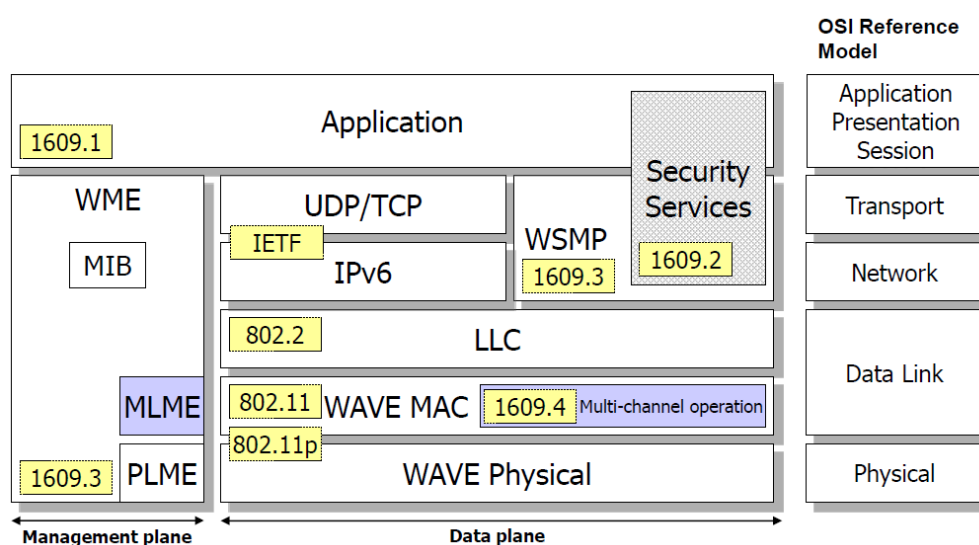 OSI Reference
Model
Application
1609.1
Application
Presentation
Session
Security
Services
1609.2
WME
MIB
MLME
PLME
1609.3
UDP/TCP
IETF
IPv6
WSMP
1609.3
Transport
Network
802.2
LLC
802.11
WAVE MAC
1609.4
Multi-channel operation
Data Link
802.11p
WAVE Physical
Physical
Management plane
Data plane